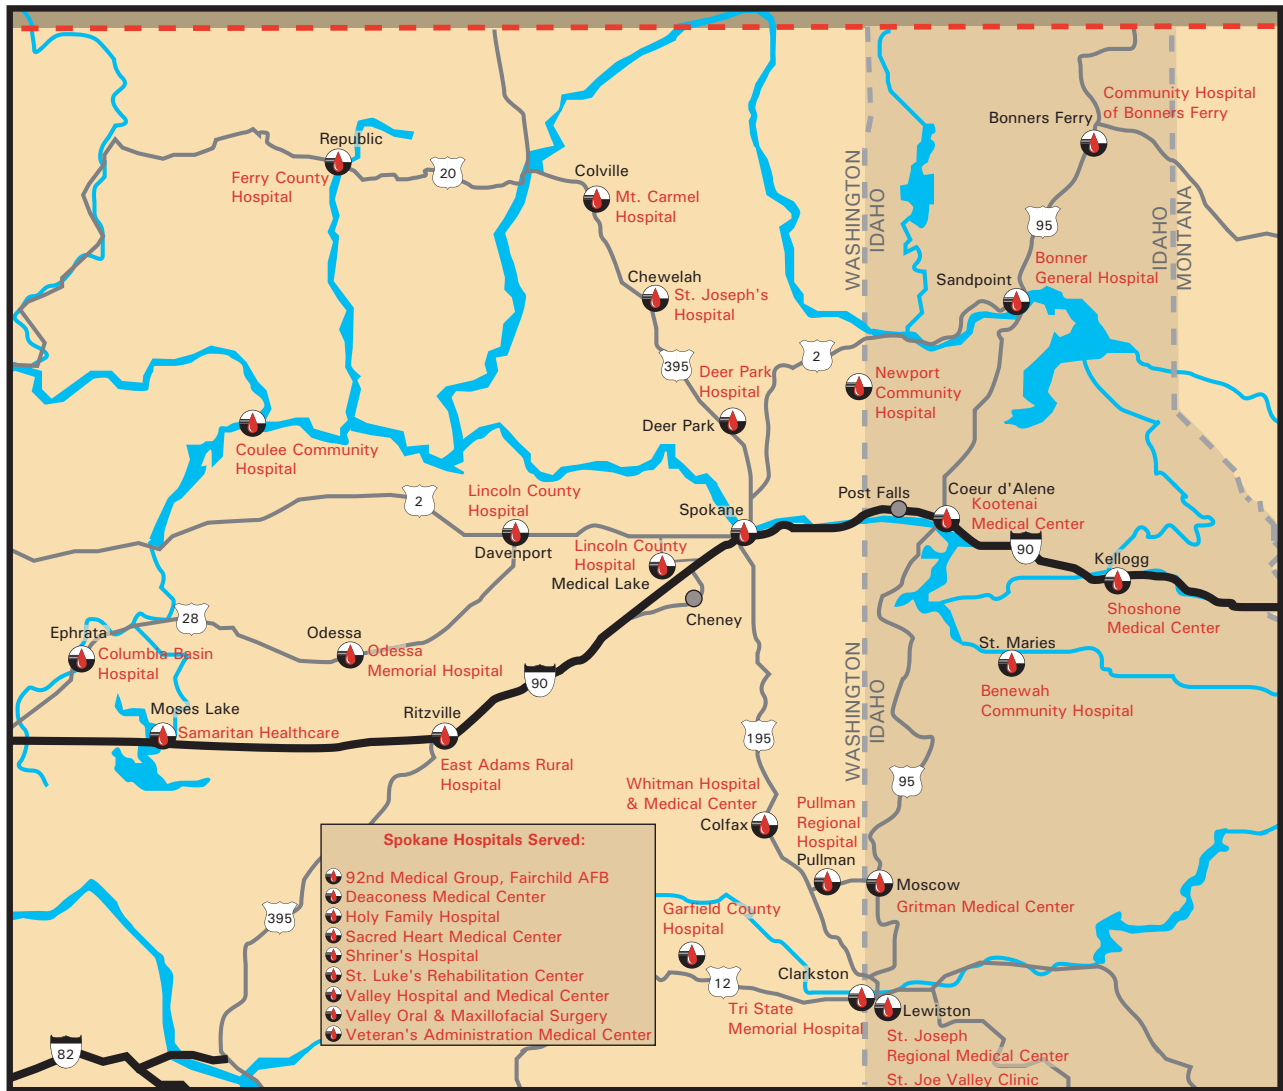 Community Hospital
of Bonners Ferry
Bonners Ferry
Republic
Ferry County
Hospital
20
Colville
Mt. Carmel
Hospital
WASHINGTON
IDAHO
IDAHO
MONTANA
95
Bonner
General Hospital
Sandpoint
Chewelah
St. Joseph's
Hospital
395
2
Deer Park
Hospital
Deer Park
Newport
Community
Hospital
Coulee Community
Hospital
2
Lincoln County
Hospital
Davenport
Spokane
Post Falls
Coeur d'Alene
Kootenai
Medical Center
90
Lincoln County
Hospital
Medical Lake
Cheney
Kellogg
Shoshone
Medical Center
28
Ephrata
Columbia Basin
Hospital
Odessa
Odessa
Memorial Hospital
St. Maries
Benewah
Community Hospital
90
WASHINGTON
IDAHO
Moses Lake
Samaritan Healthcare
Ritzville
East Adams Rural
Hospital
195
95
Whitman Hospital
& Medical Center
Colfax
Pullman
Regional
Hospital
Pullman
Moscow
Gritman Medical Center
Spokane Hospitals Served:
92nd Medical Group, Fairchild AFB
Deaconess Medical Center
Holy Family Hospital
Sacred Heart Medical Center
Shriner's Hospital
St. Luke's Rehabilitation Center
Valley Hospital and Medical Center
Valley Oral & Maxillofacial Surgery
Veteran's Administration Medical Center
395
82
Garfield County
Hospital
12
Clarkston
Tri State
Memorial Hospital
Lewiston
St. Joseph
Regional Medical Center
St. Joe Valley Clinic